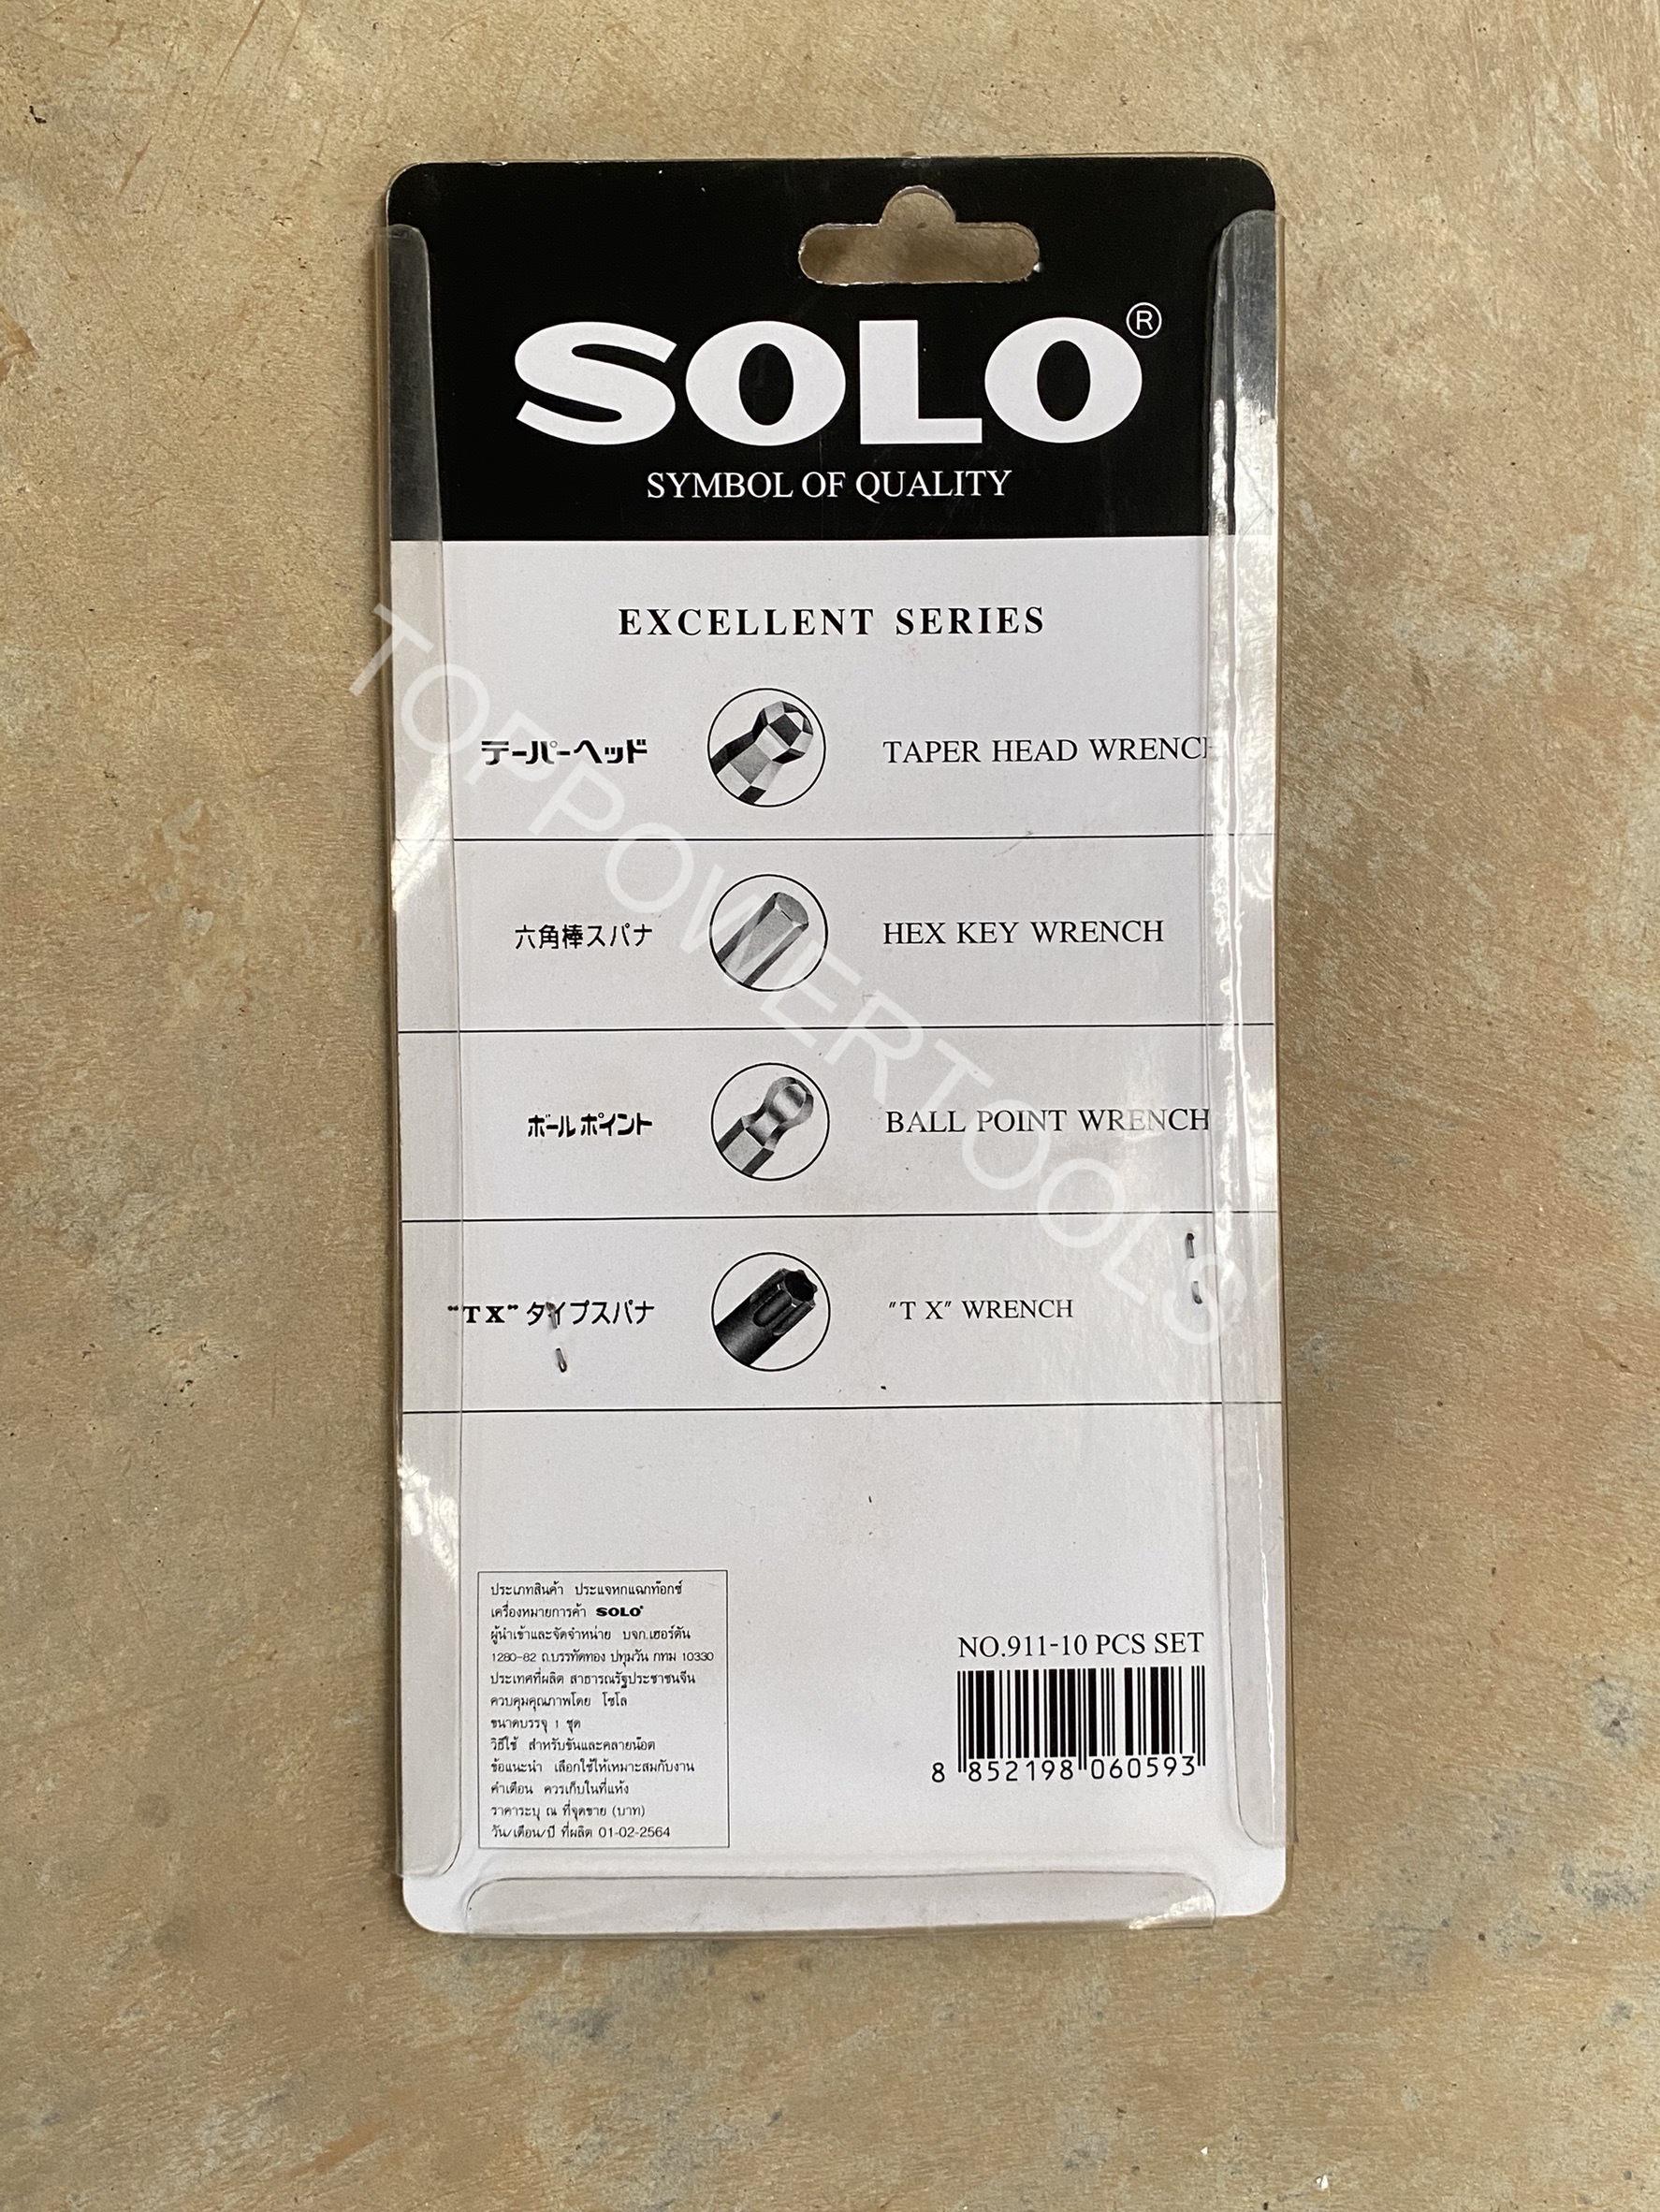 SOLO®
SYMBOL OF QUALITY
EXCELLENT SERIES
テーパーヘッド TAPER HEAD WRENCH
六角棒スパナ HEX KEY WRENCH
ボールポイント BALL POINT WRENCH
"TX" タイプスパナ "T X" WRENCH
ประเภทสินค้า ประแจหกแฉกท๊อกซ์
เครื่องหมายการค้า SOLO®
ผู้นำเข้าและจัดจำหน่าย บจก.เฮอร์ตัน
1280-82 ถ.บรรทัดทอง ปทุมวัน กทม 10330
ประเทศที่ผลิต สาธารณรัฐประชาชนจีน
ควบคุมคุณภาพโดย โซโล
ขนาดบรรจุ 1 ชุด
วิธีใช้ สำหรับขันและคลายน๊อต
ข้อแนะนำ เลือกใช้ให้เหมาะสมกับงาน
คำเตือน ควรเก็บในที่แห้ง
ราคาระบุ ณ ที่จุดขาย (บาท)
วัน/เดือน/ปี ที่ผลิต 01-02-2564
NO.911-10 PCS SET
8 852198 060593
TOPPOWERTOOLS